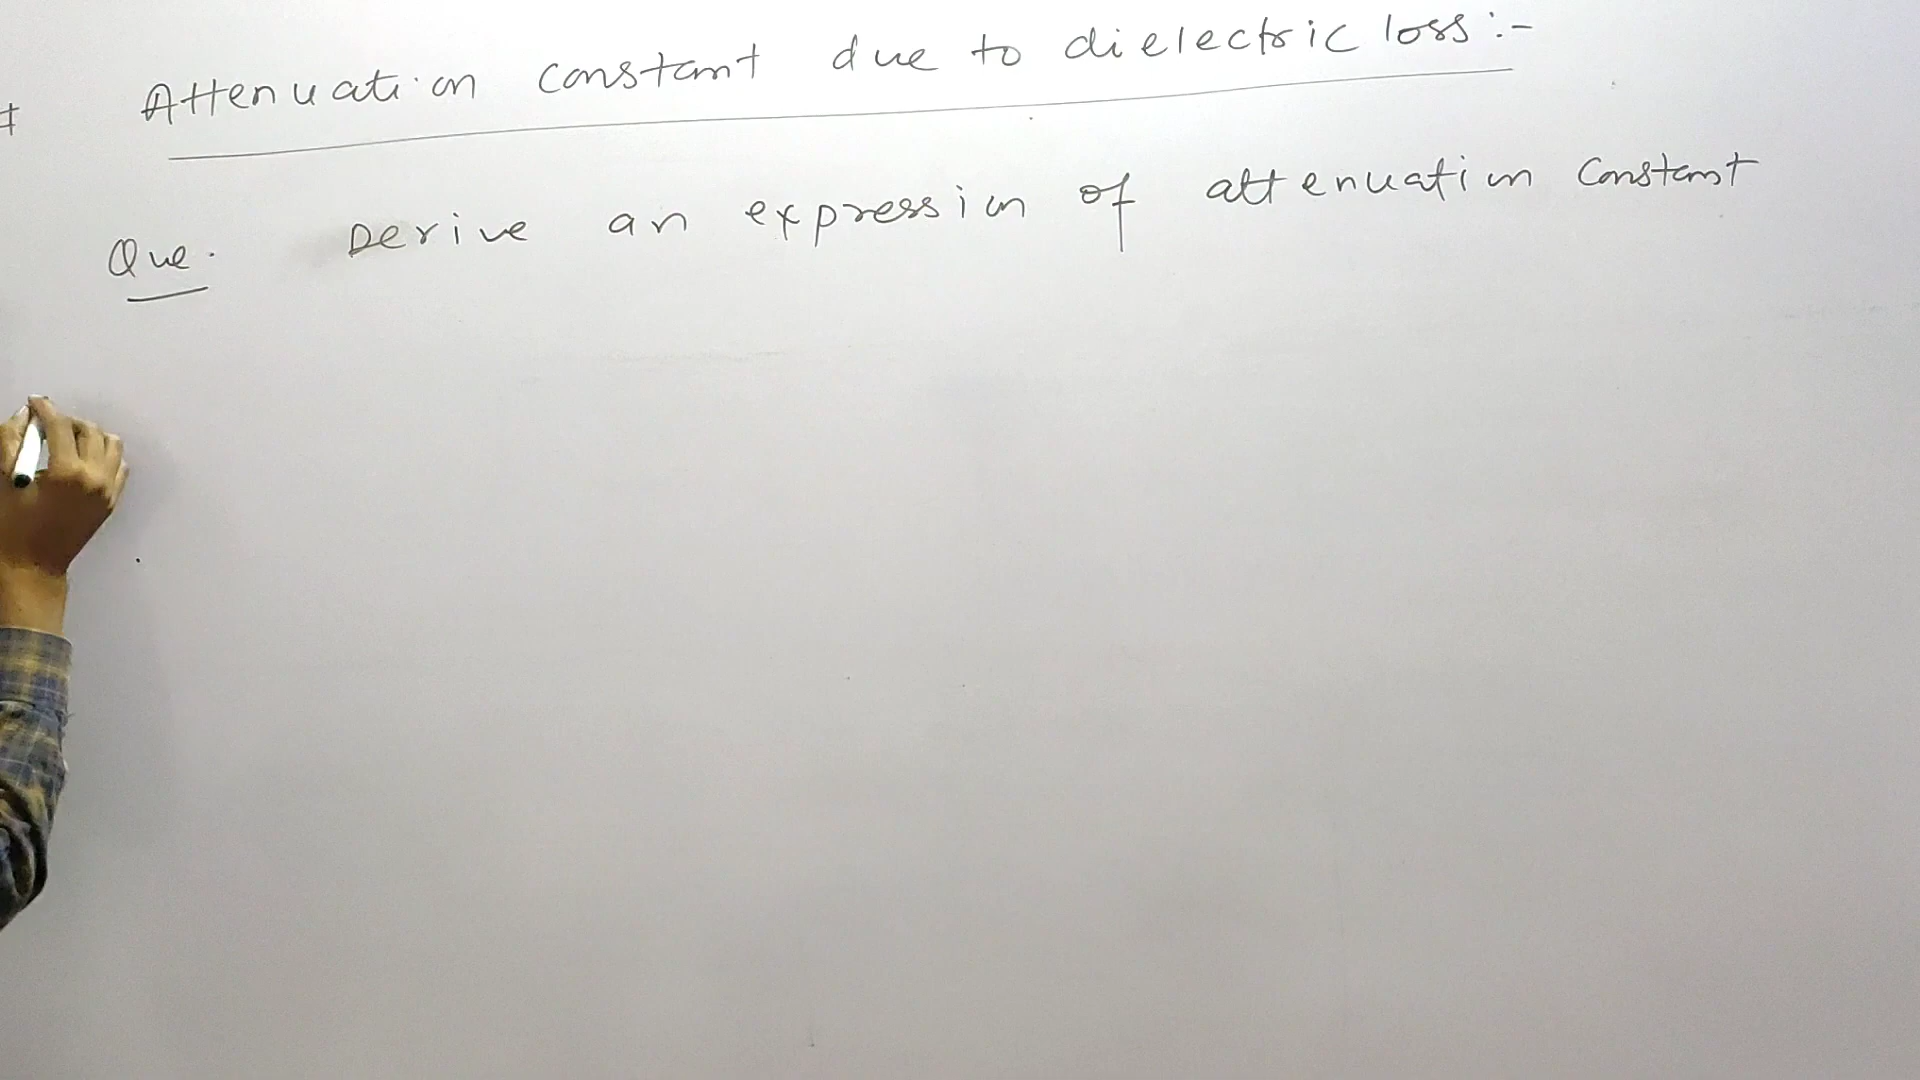 # Attenuation constant due to dielectric loss :-
Que. Derive an expression of attenuation constant